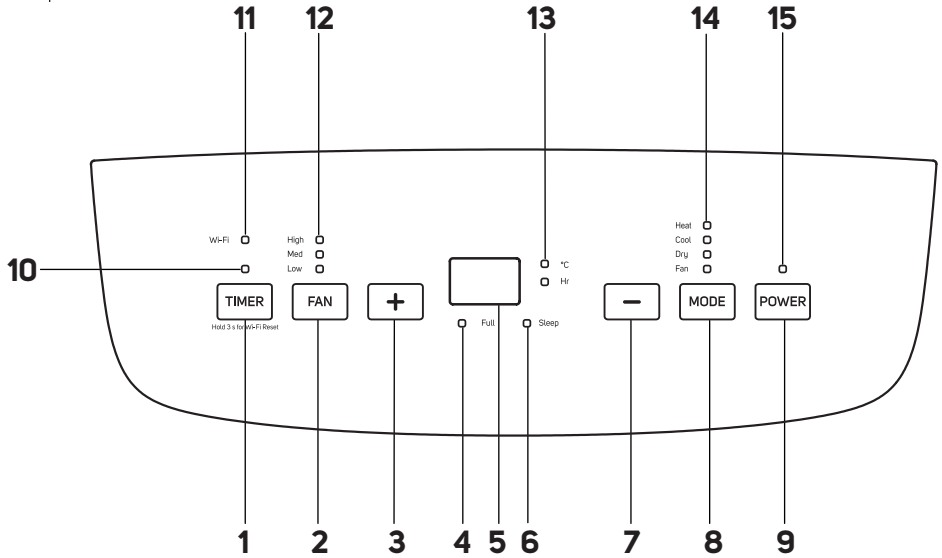 11 12 13 14 15
Heat
Wi-Fi High Cool
Med °C Dry
10 Low Hr Fan
TIMER FAN + − MODE POWER
Hold 3 s for Wi-Fi Reset Full Sleep
1 2 3 4 5 6 7 8 9